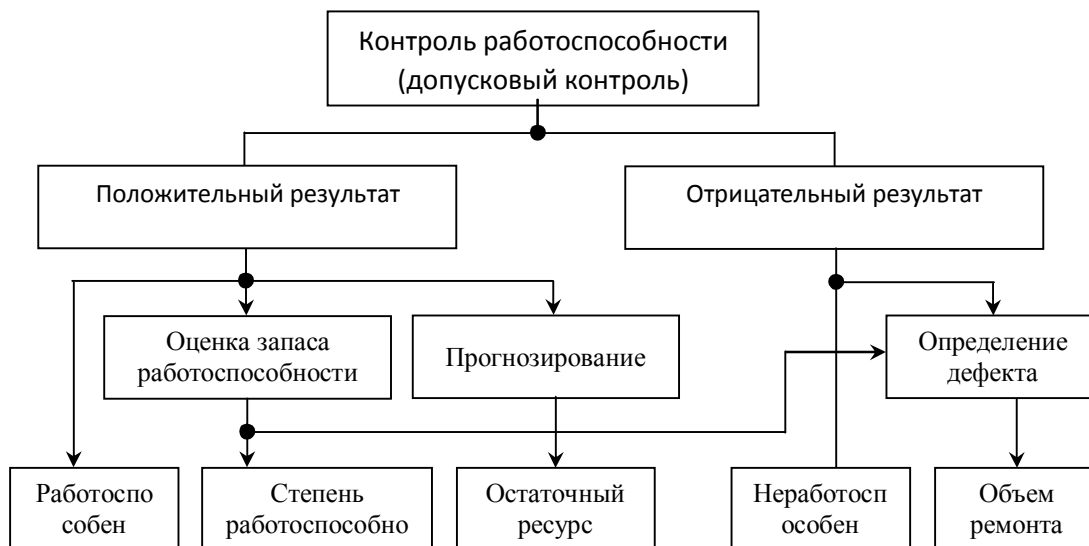 Контроль работоспособности
(допусковый контроль)
Положительный результат
Отрицательный результат
Оценка запаса
работоспособности
Прогнозирование
Определение
дефекта
Работоспо
собен
Степень
работоспособно
Остаточный
ресурс
Неработосп
особен
Объем
ремонта